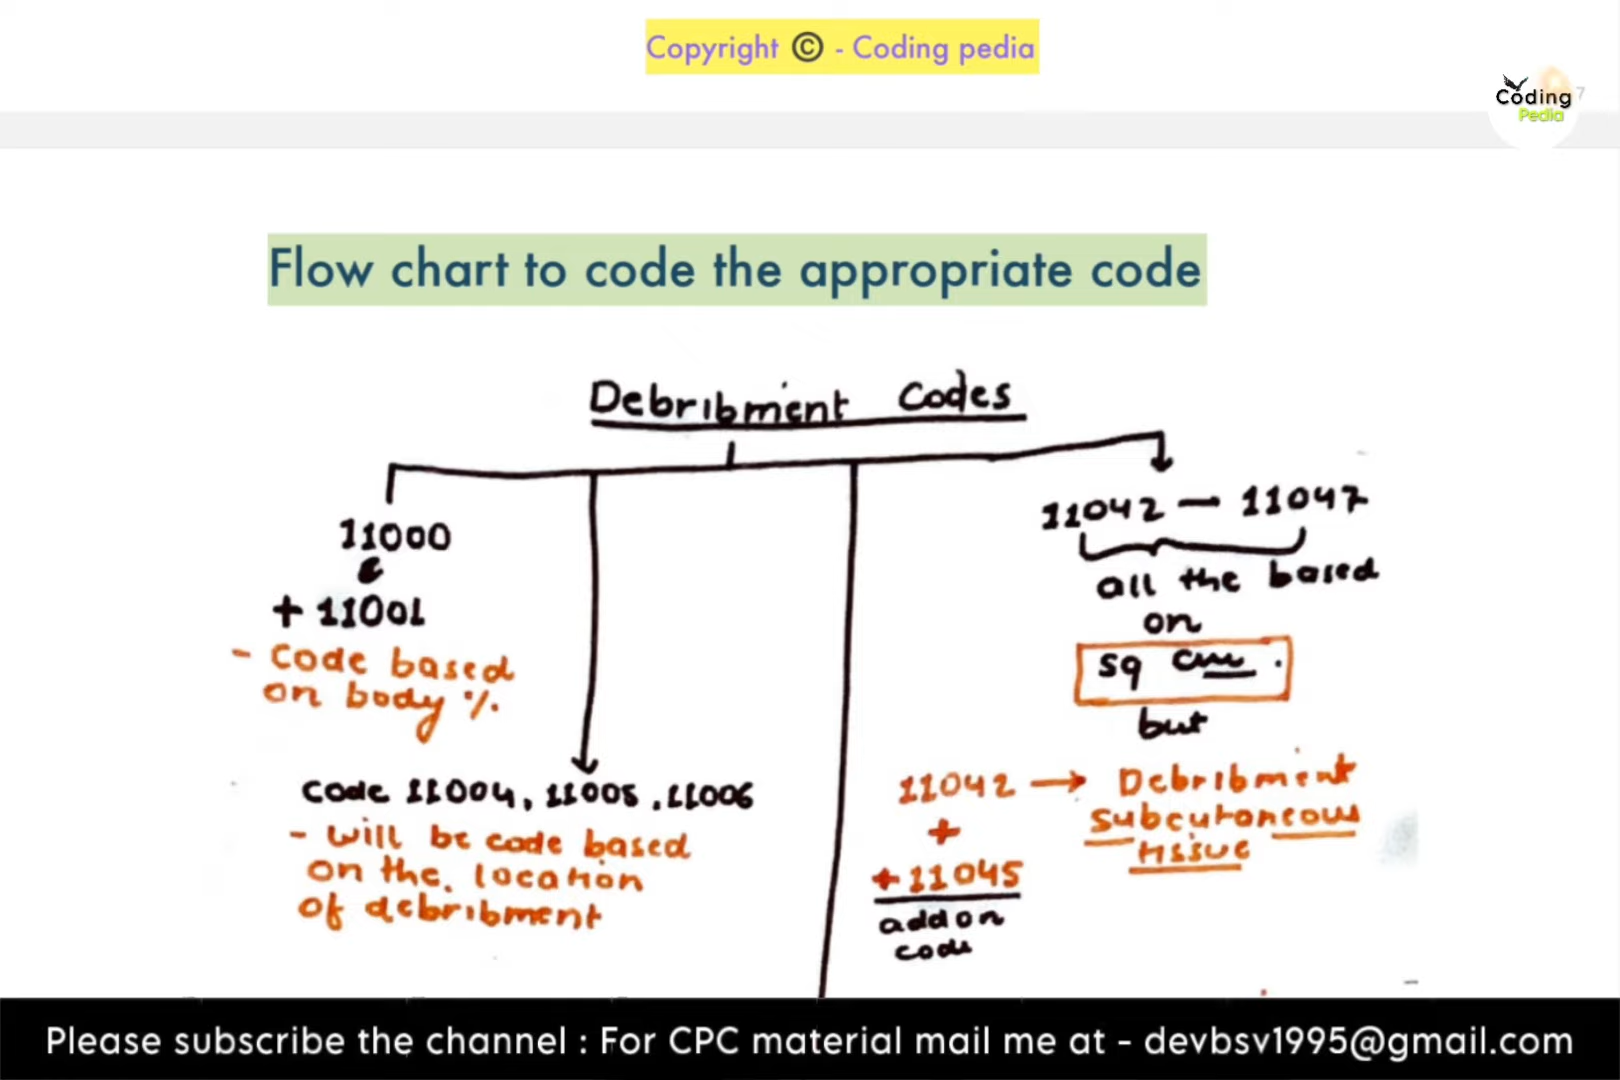 Copyright © - Coding pedia
Coding
Pedia
7
Flow chart to code the appropriate code
Debribment Codes
11000
&
+ 11001
- Code based
on body %.
Code 11004, 11005, 11006
- will be code based
on the location
of debribment
11042 — 11047
all the based
on
sq cm.
but
11042 → Debribment
subcutaneous
tissue
+
+11045
add on
code
Please subscribe the channel : For CPC material mail me at - devbsv1995@gmail.com